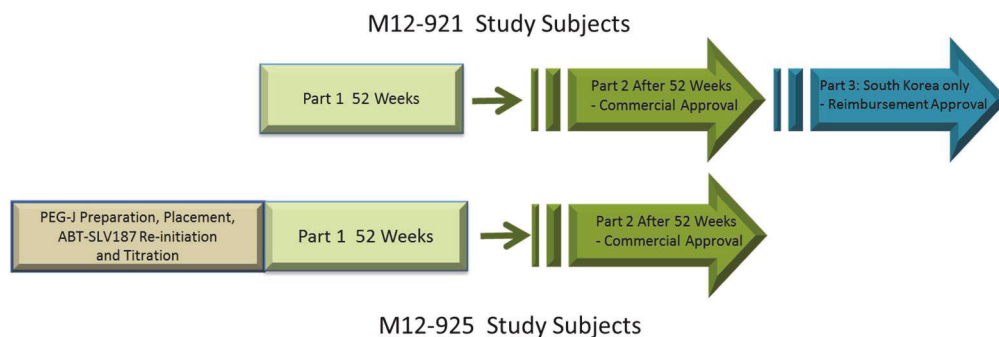 M12-921 Study Subjects
Part 1 52 Weeks
Part 2 After 52 Weeks
- Commercial Approval
Part 3: South Korea only
- Reimbursement Approval
PEG-J Preparation, Placement,
ABT-SLV187 Re-initiation
and Titration
Part 1 52 Weeks
Part 2 After 52 Weeks
- Commercial Approval
M12-925 Study Subjects